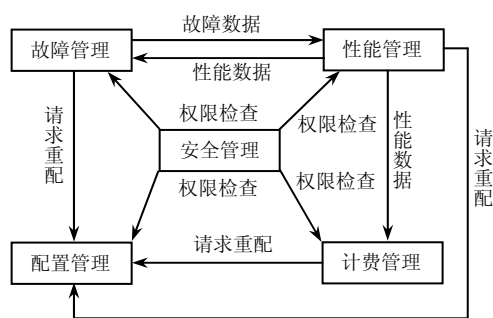 故障数据
故障管理
性能管理
性能数据
请求重配
权限检查
权限检查
性能数据
请求重配
安全管理
权限检查
权限检查
请求重配
配置管理
计费管理